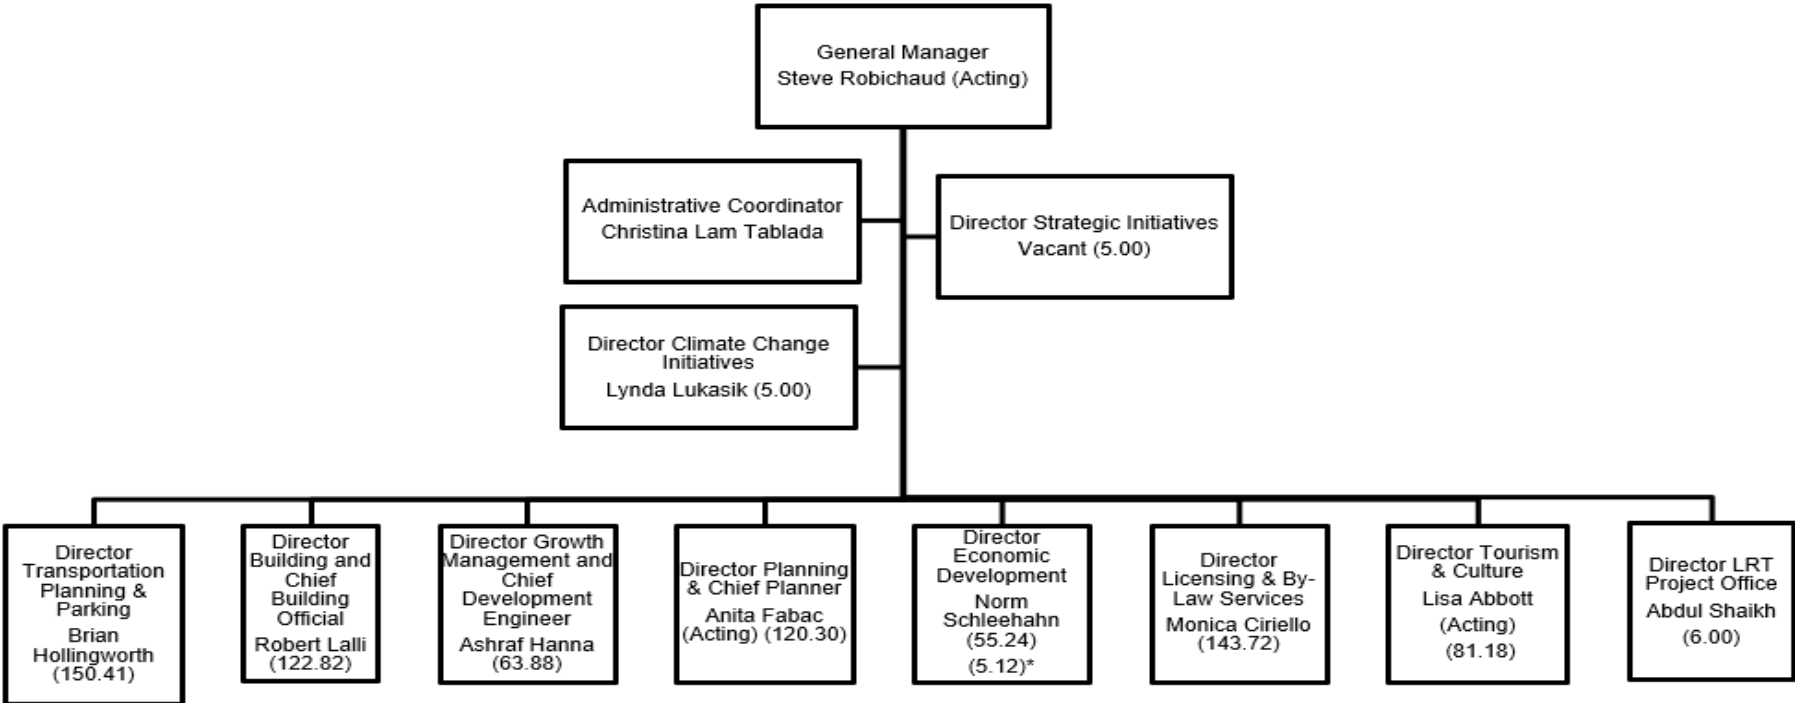 General Manager
Steve Robichaud (Acting)
Administrative Coordinator
Christina Lam Tablada
Director Strategic Initiatives
Vacant (5.00)
Director Climate Change
Initiatives
Lynda Lukasik (5.00)
Director
Transportation
Planning &
Parking
Brian
Hollingworth
(150.41)
Director
Building and
Chief
Building
Official
Robert Lalli
(122.82)
Director Growth
Management and
Chief
Development
Engineer
Ashraf Hanna
(63.88)
Director Planning
& Chief Planner
Anita Fabac
(Acting) (120.30)
Director
Economic
Development
Norm
Schleehahn
(55.24)
(5.12)*
Director
Licensing & By-
Law Services
Monica Ciriello
(143.72)
Director Tourism
& Culture
Lisa Abbott
(Acting)
(81.18)
Director LRT
Project Office
Abdul Shaikh
(6.00)